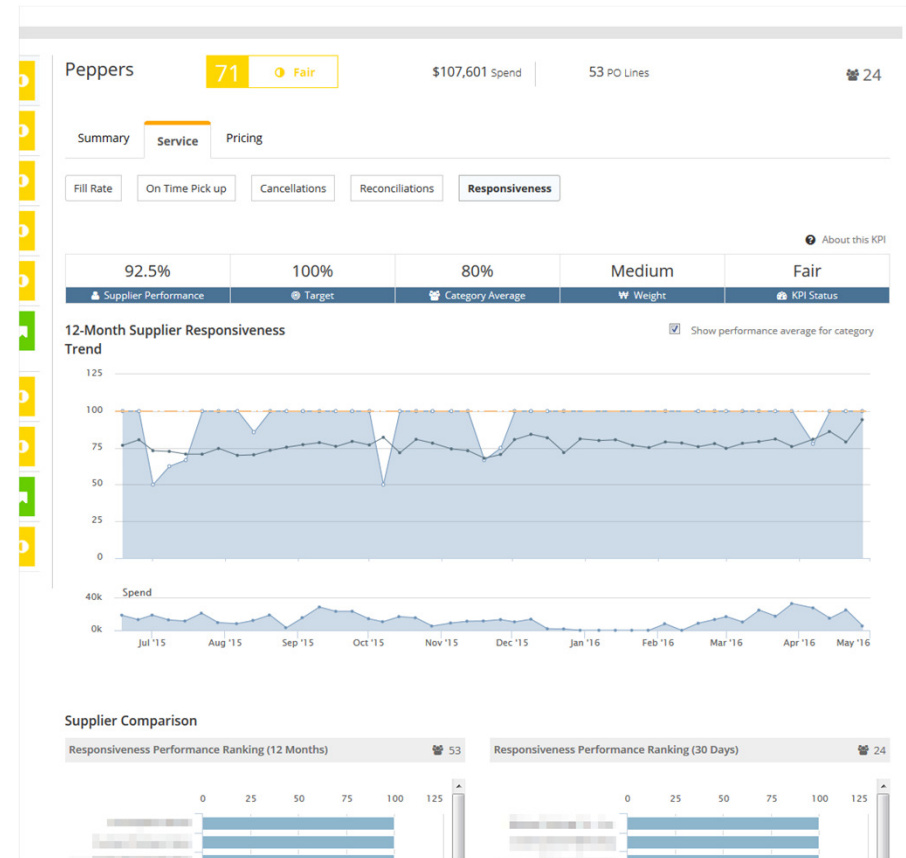 Peppers 71 Fair $107,601 Spend 53 PO Lines 24
Summary Service Pricing
Fill Rate On Time Pick up Cancellations Reconciliations Responsiveness
About this KPI
92.5% 100% 80% Medium Fair
Supplier Performance Target Category Average Weight KPI Status
12-Month Supplier Responsiveness
Trend
Show performance average for category
125
100
75
50
25
0
Spend
40k
0k
Jul '15 Aug '15 Sep '15 Oct '15 Nov '15 Dec '15 Jan '16 Feb '16 Mar '16 Apr '16 May '16
Supplier Comparison
Responsiveness Performance Ranking (12 Months) 53 Responsiveness Performance Ranking (30 Days) 24
0 25 50 75 100 125 0 25 50 75 100 125